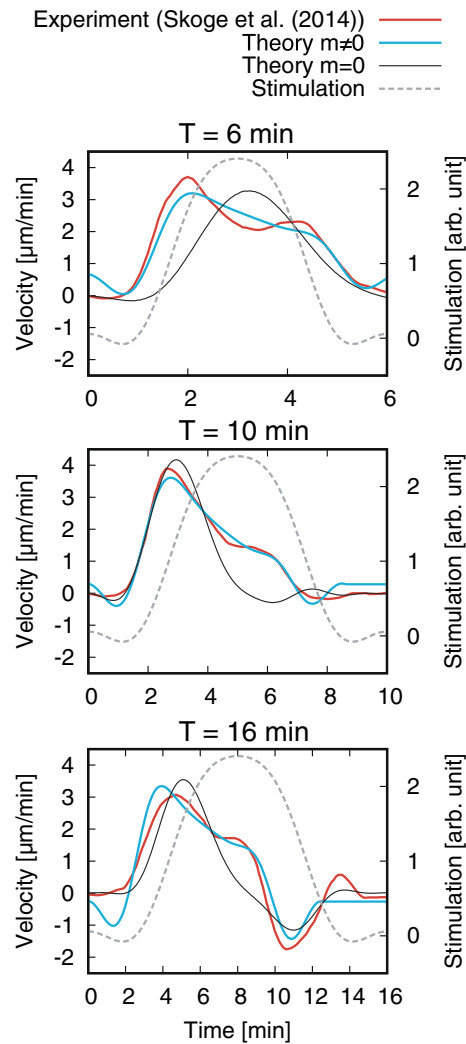 Experiment (Skoge et al. (2014))
Theory m≠0
Theory m=0
Stimulation
T = 6 min
4
3
2
1
0
-1
-2
Velocity [µm/min]
2
1
0
Stimulation [arb. unit]
0 2 4 6
T = 10 min
4
3
2
1
0
-1
-2
Velocity [µm/min]
2
1
0
Stimulation [arb. unit]
0 2 4 6 8 10
T = 16 min
4
3
2
1
0
-1
-2
Velocity [µm/min]
2
1
0
Stimulation [arb. unit]
0 2 4 6 8 10 12 14 16
Time [min]